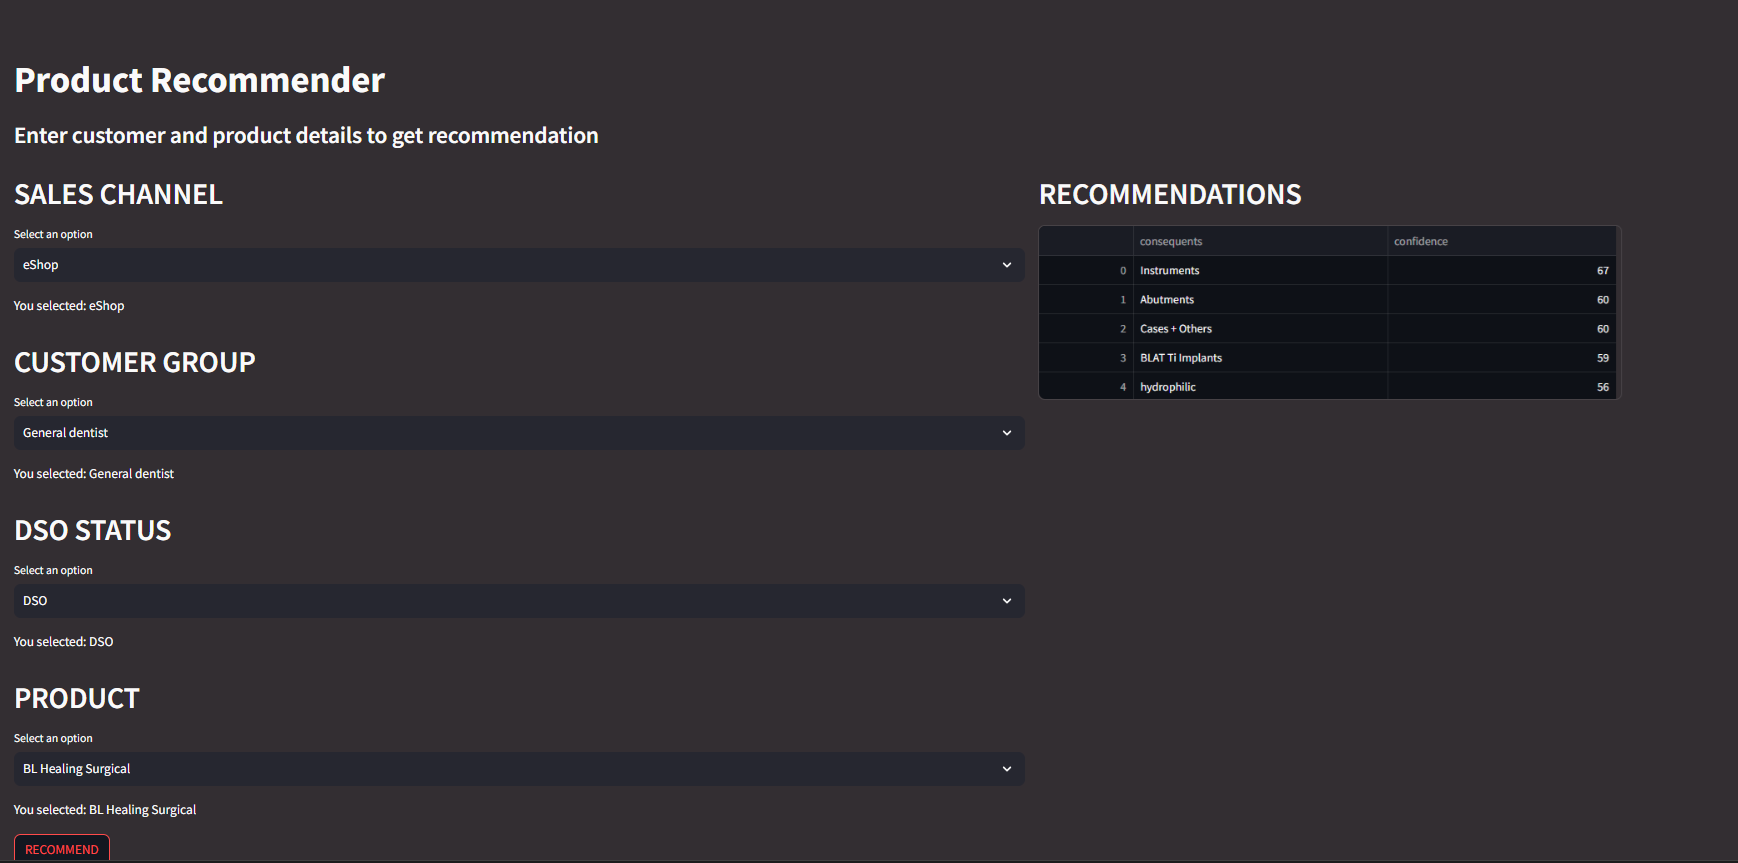 Product Recommender
Enter customer and product details to get recommendation
SALES CHANNEL
Select an option
eShop
You selected: eShop
CUSTOMER GROUP
Select an option
General dentist
You selected: General dentist
DSO STATUS
Select an option
DSO
You selected: DSO
PRODUCT
Select an option
BL Healing Surgical
You selected: BL Healing Surgical
RECOMMEND
RECOMMENDATIONS
consequents confidence
0 Instruments 67
1 Abutments 60
2 Cases + Others 60
3 BLAT Ti Implants 59
4 hydrophilic 56